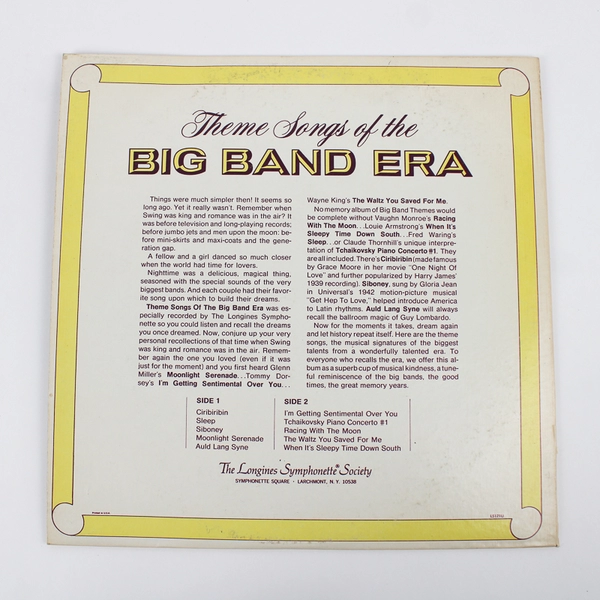 Theme Songs of the
BIG BAND ERA
Things were much simpler then! It seems so
long ago. Yet it really wasn't. Remember when
Swing was king and romance was in the air? It
was before television and long-playing records;
before jumbo jets and men upon the moon: be-
fore mini-skirts and maxi-coats and the gene-
ration gap.
A fellow and a girl danced so much closer
when the world had time for lovers.
Nighttime was a delicious, magical thing,
seasoned with the special sounds of the very
biggest bands. And each couple had their favor-
ite song upon which to build their dreams.
Theme Songs Of The Big Band Era was es-
pecially recorded by The Longines Sympho-
nette so you could listen and recall the dreams
you once dreamed. Now, conjure up your very
personal recollections of that time when Swing
was king and romance was in the air. Remem-
ber again the one you loved (even if it was
just for the moment) and you first heard Glenn
Miller's Moonlight Serenade...Tommy Dor-
sey's I'm Getting Sentimental Over You...
Wayne King's The Waltz You Saved For Me.
No memory album of Big Band Themes would
be complete without Vaughn Monroe's Racing
With The Moon...Louie Armstrong's When It's
Sleepy Time Down South...Fred Waring's
Sleep...or Claude Thornhill's unique interpre-
tation of Tchaikovsky Piano Concerto #1. They
are all included. There's Ciribiribin (made famous
by Grace Moore in her movie "One Night Of
Love" and further popularized by Harry James'
1939 recording). Siboney, sung by Gloria Jean
in Universal's 1942 motion-picture musical
"Get Hep To Love," helped introduce America
to Latin rhythms. Auld Lang Syne will always
recall the ballroom magic of Guy Lombardo.
Now for the moments it takes, dream again
and let history repeat itself. Here are the theme
songs, the musical signatures of the biggest
talents from a wonderfully talented era. To
everyone who recalls the era, we offer this al-
bum as a superb cup of musical kindness, a tune-
ful reminiscence of the big bands, the good
times, the great memory years.
SIDE 1
Ciribiribin
Sleep
Siboney
Moonlight Serenade
Auld Lang Syne
SIDE 2
I'm Getting Sentimental Over You
Tchaikovsky Piano Concerto #1
Racing With The Moon
The Waltz You Saved For Me
When It's Sleepy Time Down South
The Longines Symphonette® Society
SYMPHONETTE SQUARE · LARCHMONT, N. Y. 10538